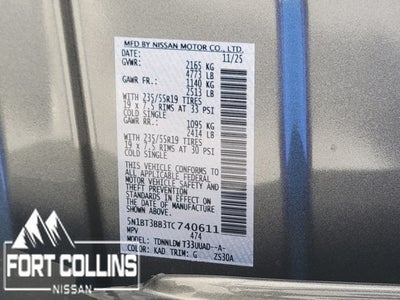 MFD BY NISSAN MOTOR CO., LTD.
DATE: 11/25
GVWR: 2165 KG
4773 LB
GAWR FR.: 1140 KG
2513 LB
WITH 235/55R19 TIRES
19 x 7.5 RIMS AT 33 PSI
COLD SINGLE
GAWR RR.: 1095 KG
2414 LB
WITH 235/55R19 TIRES
19 x 7.5 RIMS AT 30 PSI
COLD SINGLE
THIS VEHICLE CONFORMS TO
ALL APPLICABLE FEDERAL
MOTOR VEHICLE SAFETY AND
THEFT PREVENTION STANDARDS
IN EFFECT ON THE DATE
OF MANUFACTURE SHOWN ABOVE.
5N1BT3BB3TC740611
MPV 474
MODEL: TDNNLDW T33UUAD--A-
COLOR: KAD TRIM: G ZS30A
FORT COLLINS
NISSAN